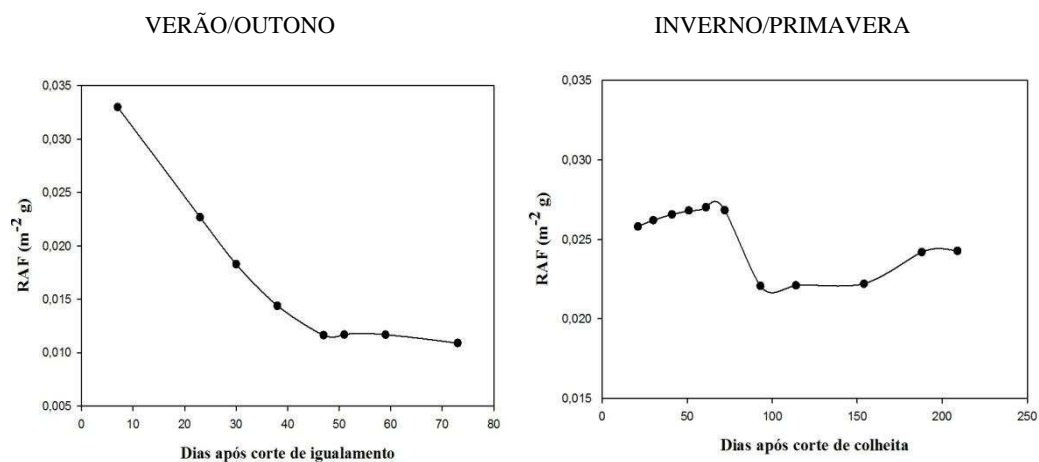 VERÃO/OUTONO
INVERNO/PRIMAVERA
0,035
0,030
0,025
0,020
0,015
0,010
0,005
RAF (m⁻² g)
0 10 20 30 40 50 60 70 80
Dias após corte de igualamento
0,035
0,030
0,025
0,020
0,015
RAF (m⁻² g)
0 50 100 150 200 250
Dias após corte de colheita